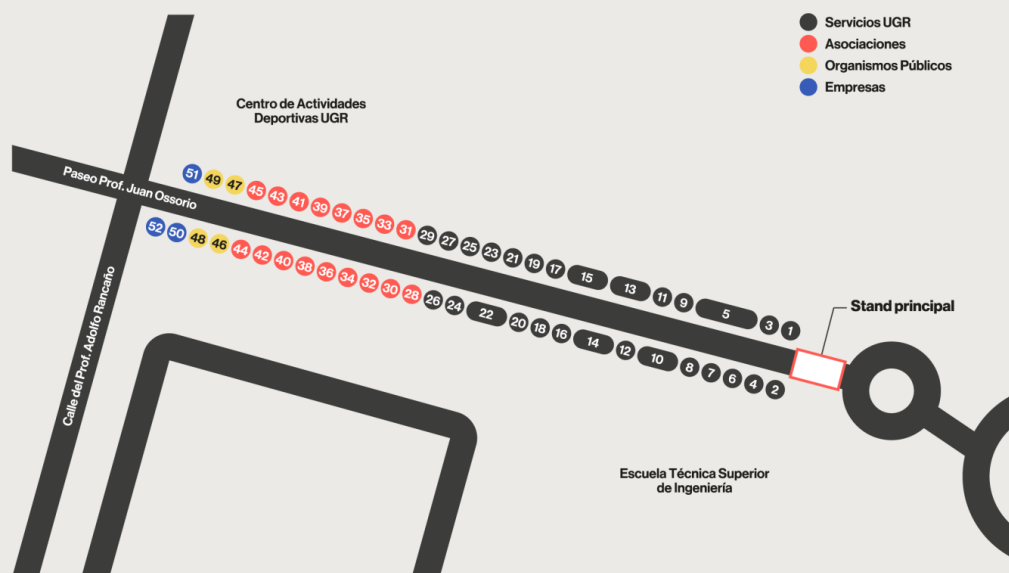 Servicios UGR
Asociaciones
Organismos Públicos
Empresas
Centro de Actividades
Deportivas UGR
Paseo Prof. Juan Ossorio
51 49 47 45 43 41 39 37 35 33 31 29 27 25 23 21 19 17 15 13 11 9 5 3 1
52 50 48 46 44 42 40 38 36 34 32 30 28 26 24 22 20 18 16 14 12 10 8 7 6 4 2
Stand principal
Calle del Prof. Adolfo Rancaño
Escuela Técnica Superior
de Ingeniería